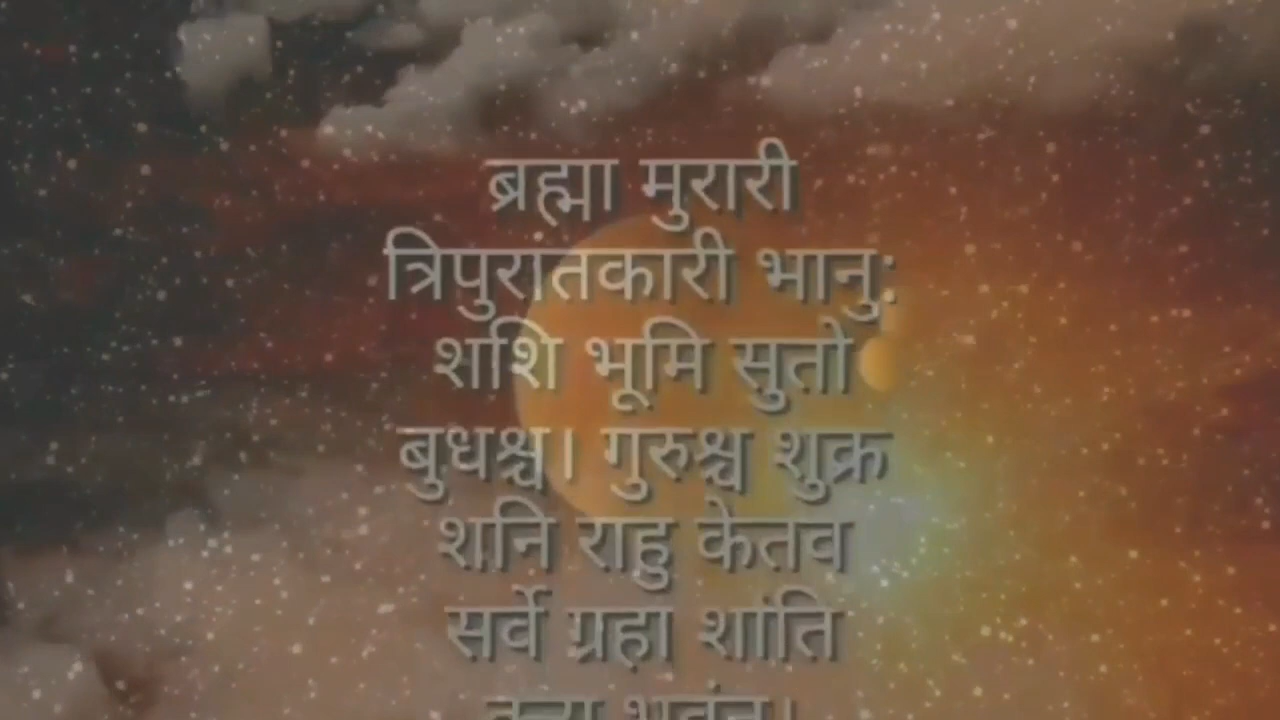 ब्रह्मा मुरारी
त्रिपुरातकारी भानु:
शशि भूमि सुतो
बुधश्च। गुरुश्च शुक्र
शनि राहु केतव
सर्वे ग्रहा शांति